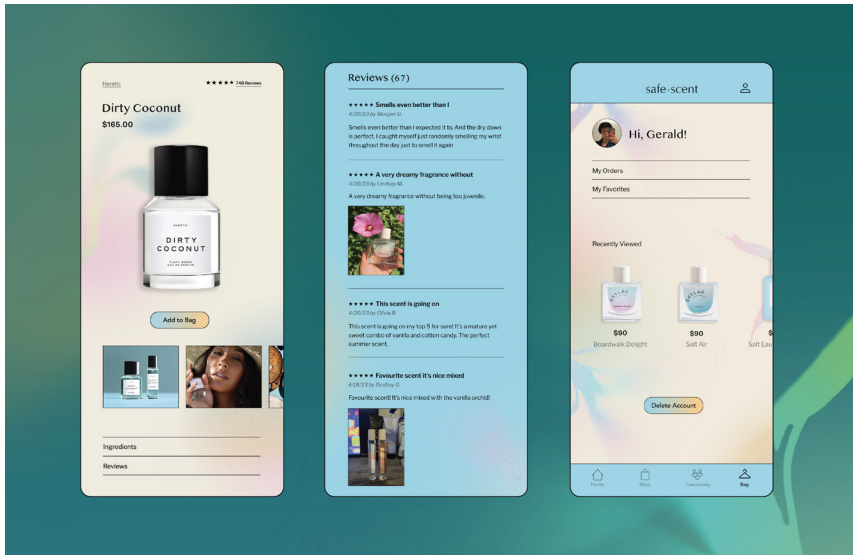 Heretic
★★★★★ 748 Reviews
Dirty Coconut
$165.00
HERETIC
DIRTY
COCONUT
Add to Bag
Ingredients
Reviews
Reviews (67)
★★★★★ Smells even better than I
4/20/23 by Morgan U.
Smells even better than I expected it to. And the dry down
is perfect. I caught myself just randomly smelling my wrist
throughout the day just to smell it again
★★★★★ A very dreamy fragrance without
4/20/23 by Lindsay M.
A very dreamy fragrance without being too juvenile.
★★★★★ This scent is going on
4/20/23 by Olivia B.
This scent is going on my top 5 for sure! It's a mature yet
sweet combo of vanilla and cotton candy. The perfect
summer scent.
★★★★★ Favourite scent it's nice mixed
4/18/23 by Destiny G.
Favourite scent! It's nice mixed with the vanilla orchid!
safe·scent
Hi, Gerald!
My Orders
My Favorites
Recently Viewed
SKYLAR
SKYLAR
$90
Boardwalk Delight
$90
Salt Air
$
Salt Lau
Delete Account
Home
Shop
Community
Bag